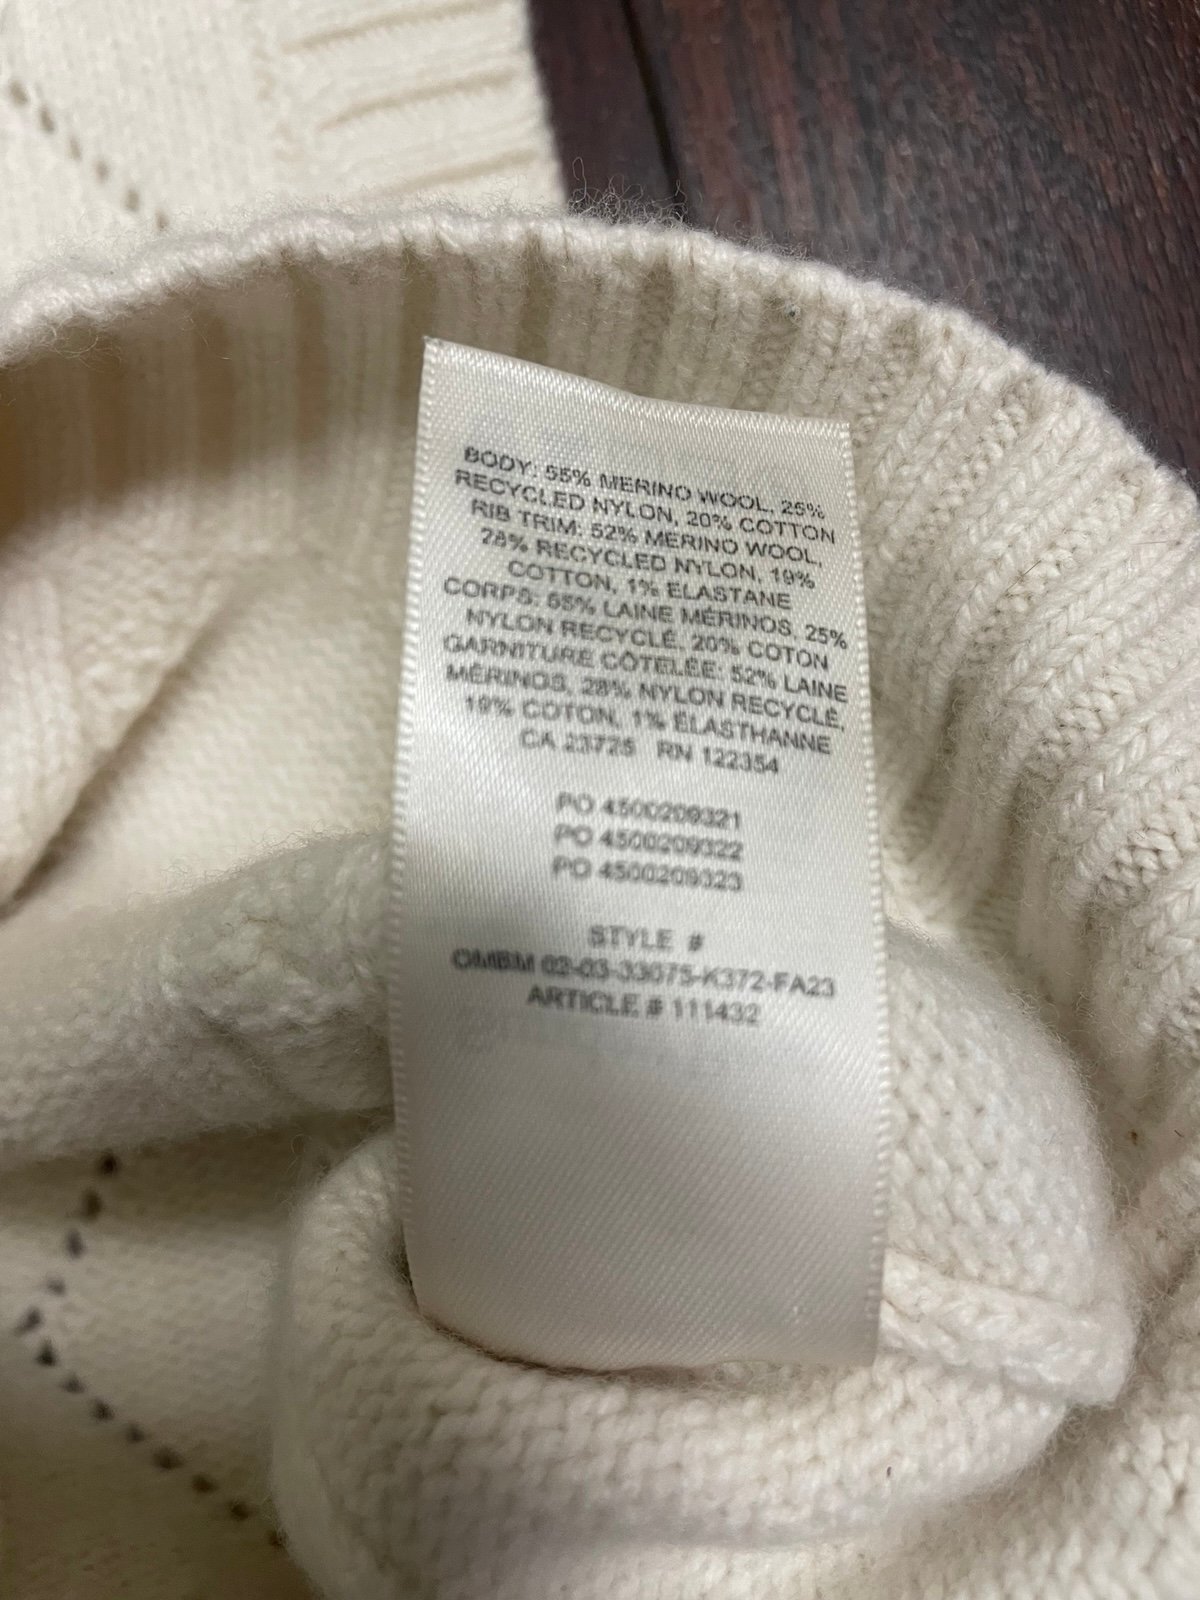 BODY: 55% MERINO WOOL, 25%
RECYCLED NYLON, 20% COTTON
RIB TRIM: 52% MERINO WOOL,
28% RECYCLED NYLON, 19%
COTTON, 1% ELASTANE
CORPS: 55% LAINE MÉRINOS, 25%
NYLON RECYCLÉ, 20% COTON
GARNITURE CÔTELÉE: 52% LAINE
MÉRINOS, 28% NYLON RECYCLÉ,
19% COTON, 1% ÉLASTHANNE
CA 23725 RN 122354
PO 4500209321
PO 4500209322
PO 4500209323
STYLE #
OMBM 02-03-33075-K372-FA23
ARTICLE # 111432